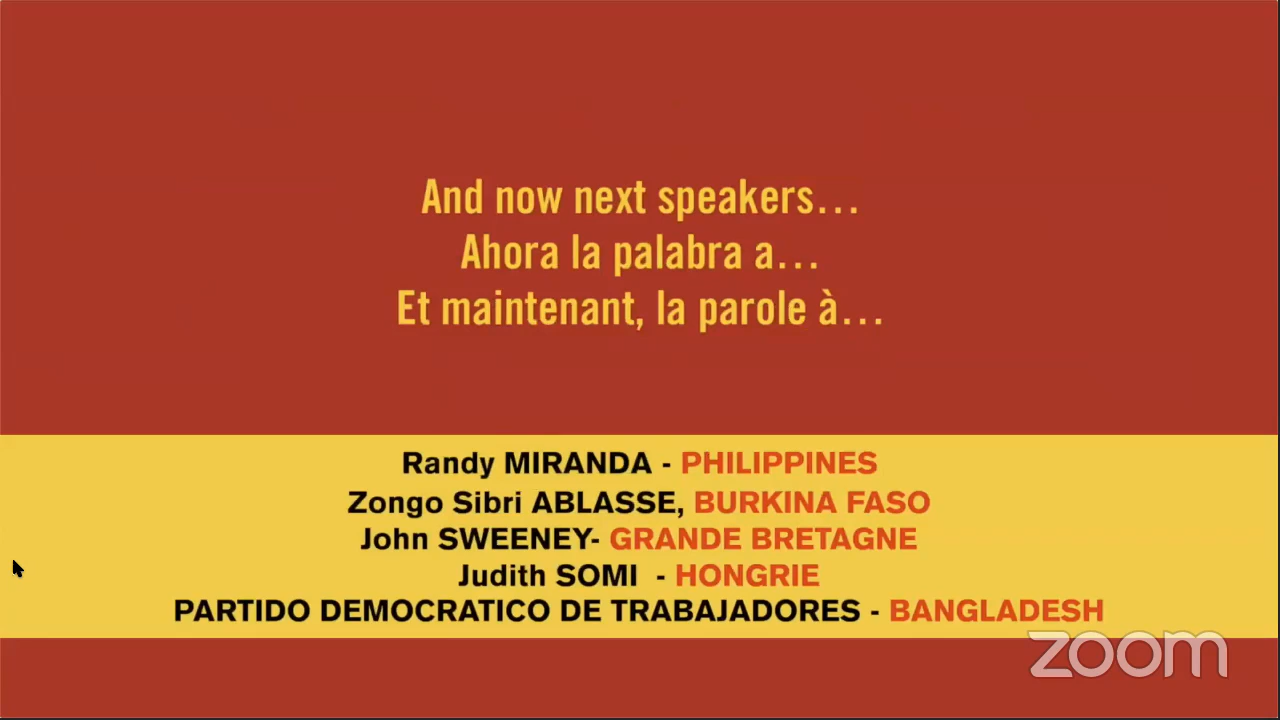 And now next speakers...
Ahora la palabra a...
Et maintenant, la parole à...
Randy MIRANDA - PHILIPPINES
Zongo Sibri ABLASSE, BURKINA FASO
John SWEENEY- GRANDE BRETAGNE
Judith SOMI - HONGRIE
PARTIDO DEMOCRATICO DE TRABAJADORES - BANGLADESH
zoom